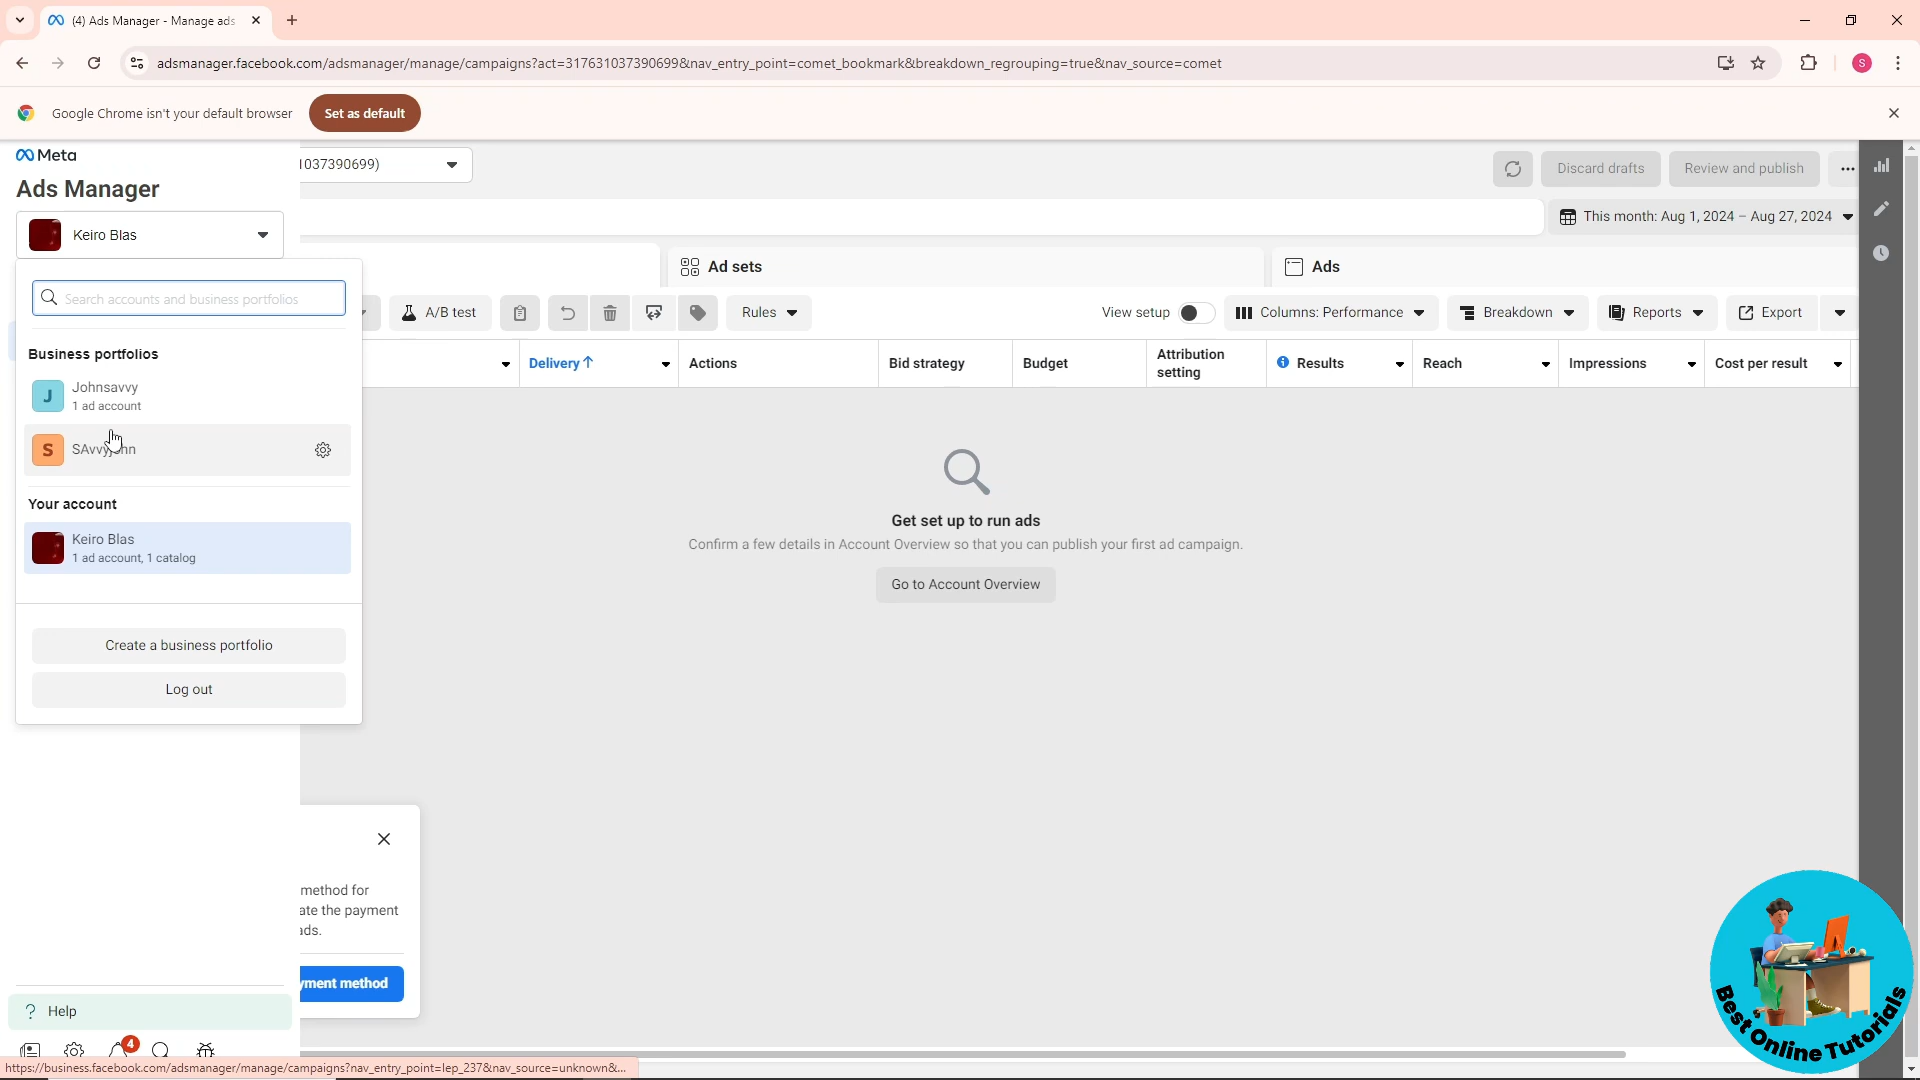 (4) Ads Manager - Manage ads
adsmanager.facebook.com/adsmanager/manage/campaigns?act=317631037390699&nav_entry_point=comet_bookmark&breakdown_regrouping=true&nav_source=comet
S
Google Chrome isn't your default browser
Set as default
Meta
1037390699)
Discard drafts
Review and publish
Ads Manager
Keiro Blas
This month: Aug 1, 2024 – Aug 27, 2024
Ad sets
Ads
Search accounts and business portfolios
A/B test
Rules
View setup
Columns: Performance
Breakdown
Reports
Export
Business portfolios
Delivery↑
Actions
Bid strategy
Budget
Attribution
setting
Results
Reach
Impressions
Cost per result
J
Johnsavvy
1 ad account
S
SAvvyjohn
Your account
Get set up to run ads
Keiro Blas
1 ad account, 1 catalog
Confirm a few details in Account Overview so that you can publish your first ad campaign.
Go to Account Overview
Create a business portfolio
Log out
method for
ate the payment
ads.
yment method
? Help
4
https://business.facebook.com/adsmanager/manage/campaigns?nav_entry_point=lep_237&nav_source=unknown&...
Best Online Tutorials